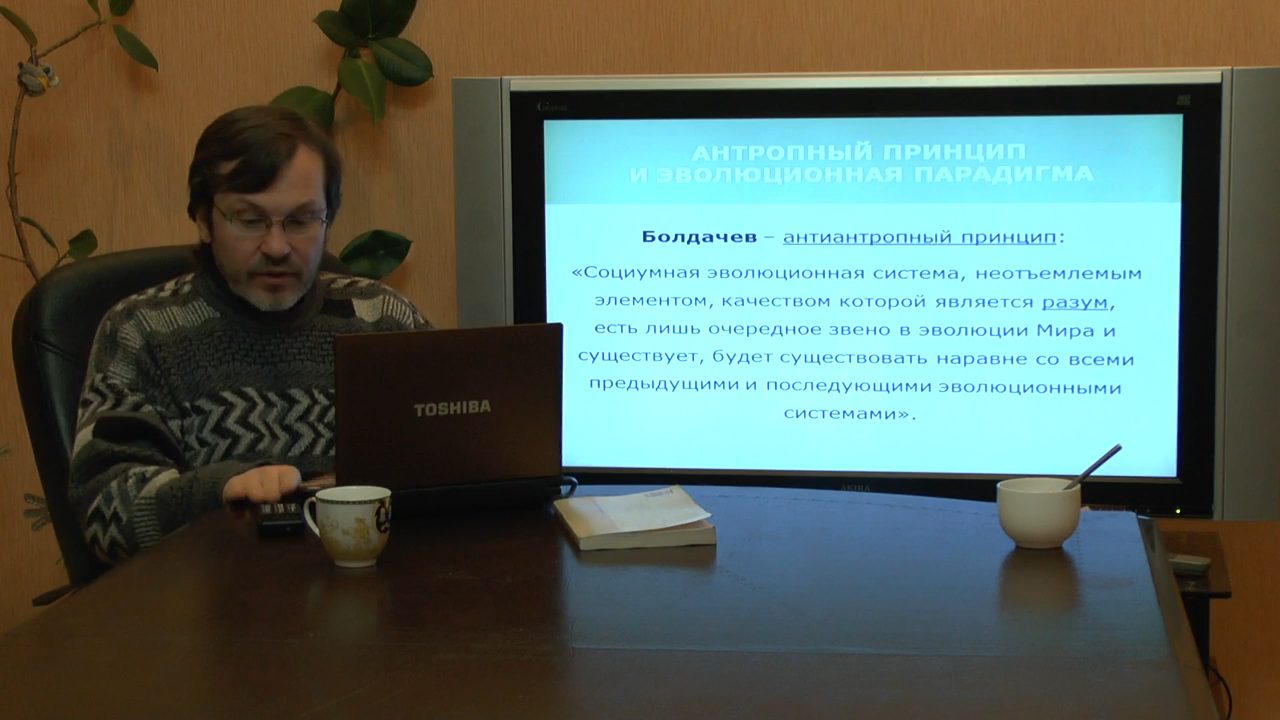 АНТРОПНЫЙ ПРИНЦИП
И ЭВОЛЮЦИОННАЯ ПАРАДИГМА
Болдачев – антиантропный принцип:
«Социумная эволюционная система, неотъемлемым
элементом, качеством которой является разум,
есть лишь очередное звено в эволюции Мира и
существует, будет существовать наравне со всеми
предыдущими и последующими эволюционными
системами».
TOSHIBA
AKIRA